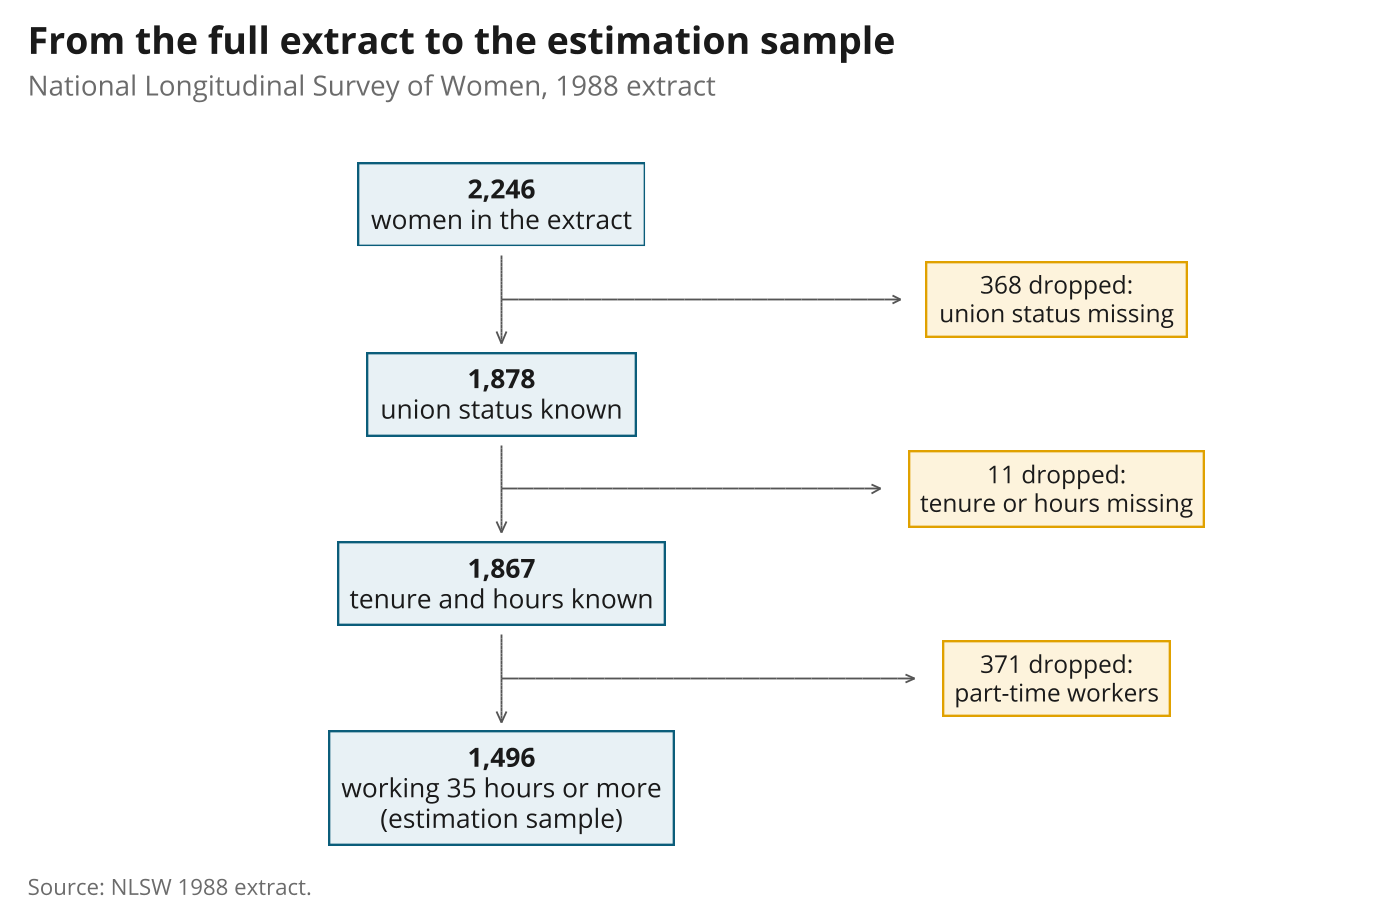 From the full extract to the estimation sample
National Longitudinal Survey of Women, 1988 extract
2,246
women in the extract
368 dropped:
union status missing
1,878
union status known
11 dropped:
tenure or hours missing
1,867
tenure and hours known
371 dropped:
part-time workers
1,496
working 35 hours or more
(estimation sample)
Source: NLSW 1988 extract.